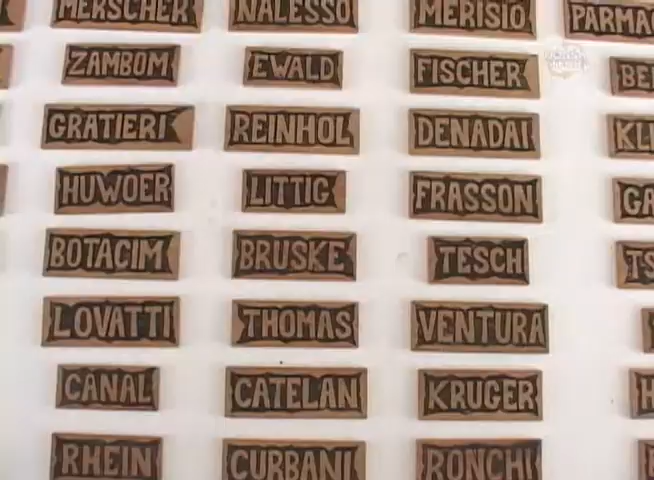 MERSCHER NALESSO MERISIO
ZAMBOM EWALD FISCHER
GRATIERI REINHOL DENADAI
HUWOER LITTIG FRASSON
BOTACIM BRUSKE TESCH
LOVATTI THOMAS VENTURA
CANAL CATELAN KRUGER
RHEIN CURBANI RONCHI